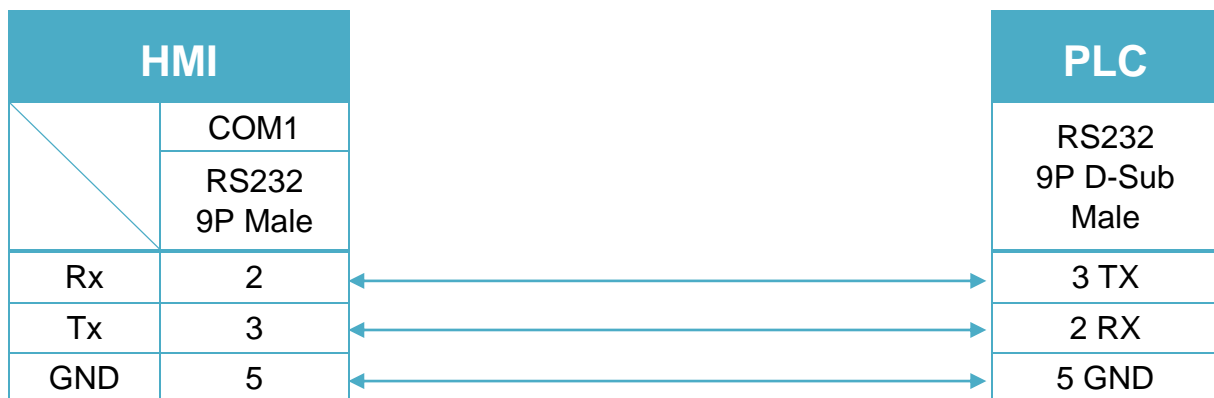 HMI
PLC
COM1
RS232
9P Male
RS232
9P D-Sub
Male
Rx 2 3 TX
Tx 3 2 RX
GND 5 5 GND